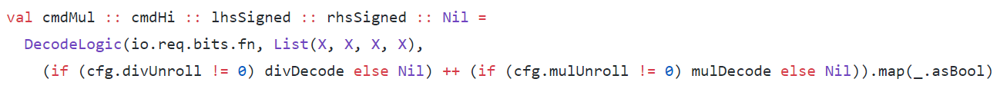 val cmdMul :: cmdHi :: lhsSigned :: rhsSigned :: Nil =
DecodeLogic(io.req.bits.fn, List(X, X, X, X),
(if (cfg.divUnroll != 0) divDecode else Nil) ++ (if (cfg.mulUnroll != 0) mulDecode else Nil)).map(_.asBool)